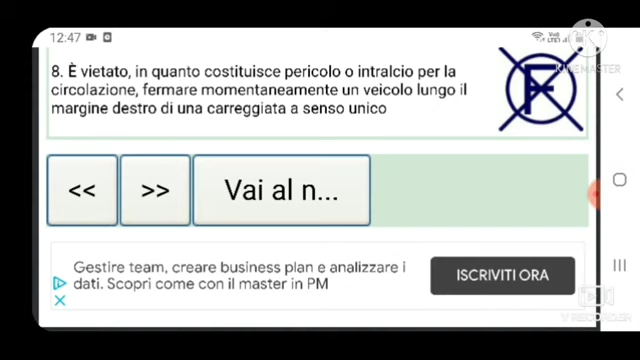 12:47
KINEMASTER
8. È vietato, in quanto costituisce pericolo o intralcio per la
circolazione, fermare momentaneamente un veicolo lungo il
margine destro di una carreggiata a senso unico
F
<< >> Vai al n...
Gestire team, creare business plan e analizzare i
dati. Scopri come con il master in PM
ISCRIVITI ORA
V RECORDER